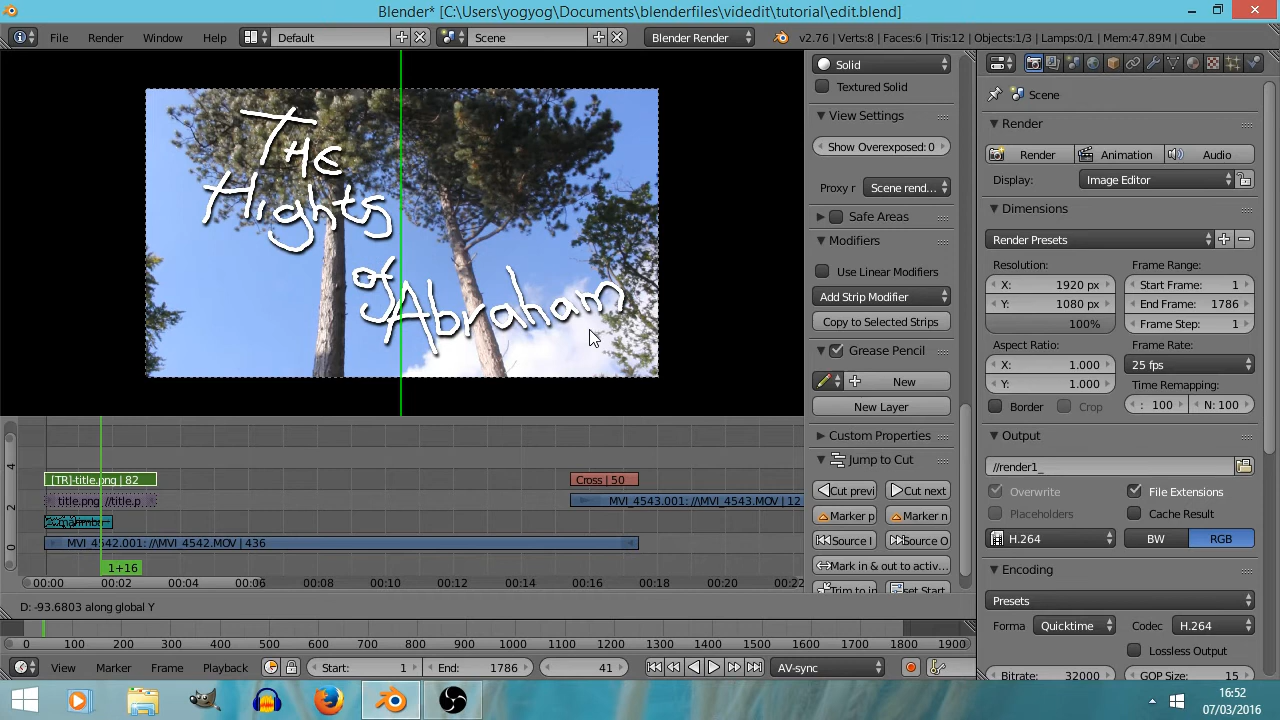 Blender* [C:\Users\yogyog\Documents\blenderfiles\videdit\tutorial\edit.blend]
File Render Window Help Default Scene Blender Render v2.76 | Verts:8 | Faces:6 | Tris:12 | Objects:1/3 | Lamps:0/1 | Mem:47.89M | Cube
THE
Hights
of
Abraham
Solid
Textured Solid
View Settings
Show Overexposed: 0
Proxy r Scene rend...
Safe Areas
Modifiers
Use Linear Modifiers
Add Strip Modifier
Copy to Selected Strips
Grease Pencil
New
New Layer
Custom Properties
Jump to Cut
Cut previ Cut next
Marker p Marker n
Source I Source O
Mark in & out to activ...
Trim to in
Scene
Render
Render Animation Audio
Display: Image Editor
Dimensions
Render Presets
Resolution: Frame Range:
X: 1920 px Start Frame: 1
Y: 1080 px End Frame: 1786
100% Frame Step: 1
Aspect Ratio: Frame Rate:
X: 1.000 25 fps
Y: 1.000 Time Remapping:
Border Crop : 100 N: 100
Output
//render1_
Overwrite File Extensions
Placeholders Cache Result
H.264 BW RGB
Encoding
Presets
Forma Quicktime Codec H.264
Lossless Output
Bitrate: 32000 GOP Size: 15
4
2
0
[TR]-title.png | 82
title.png: //title.p
Cross | 50
MVI_4543.001: //MVI_4543.MOV | 12
MVI_4542.001: //MVI_4542.MOV | 436
1+16
00:00 00:02 00:04 00:06 00:08 00:10 00:12 00:14 00:16 00:18 00:20 00:22
D: -93.6803 along global Y
0 100 200 300 400 500 600 700 800 900 1000 1100 1200 1300 1400 1500 1600 1700 1800 1900
View Marker Frame Playback Start: 1 End: 1786 41 AV-sync
16:52
07/03/2016